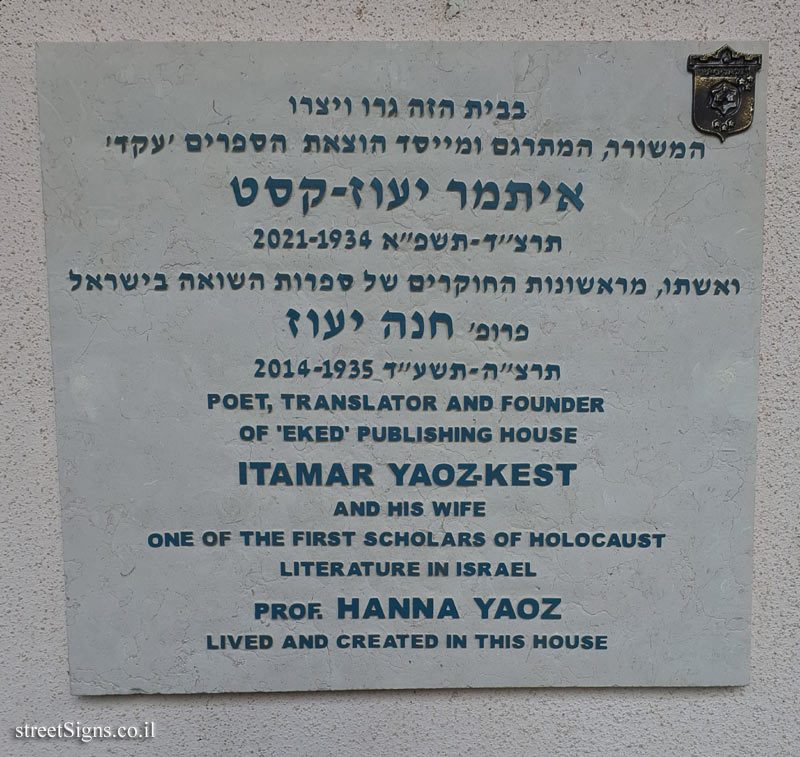 בבית הזה גרו ויצרו
המשורר, המתרגם ומייסד הוצאת הספרים 'עקד'
איתמר יעוז-קסט
תרצ"ד-תשפ"א 2021-1934
ואשתו, מראשונות החוקרים של ספרות השואה בישראל
פרופ' חנה יעוז
תרצ"ה-תשע"ד 2014-1935
POET, TRANSLATOR AND FOUNDER
OF 'EKED' PUBLISHING HOUSE
ITAMAR YAOZ-KEST
AND HIS WIFE
ONE OF THE FIRST SCHOLARS OF HOLOCAUST
LITERATURE IN ISRAEL
PROF. HANNA YAOZ
LIVED AND CREATED IN THIS HOUSE
streetSigns.co.il